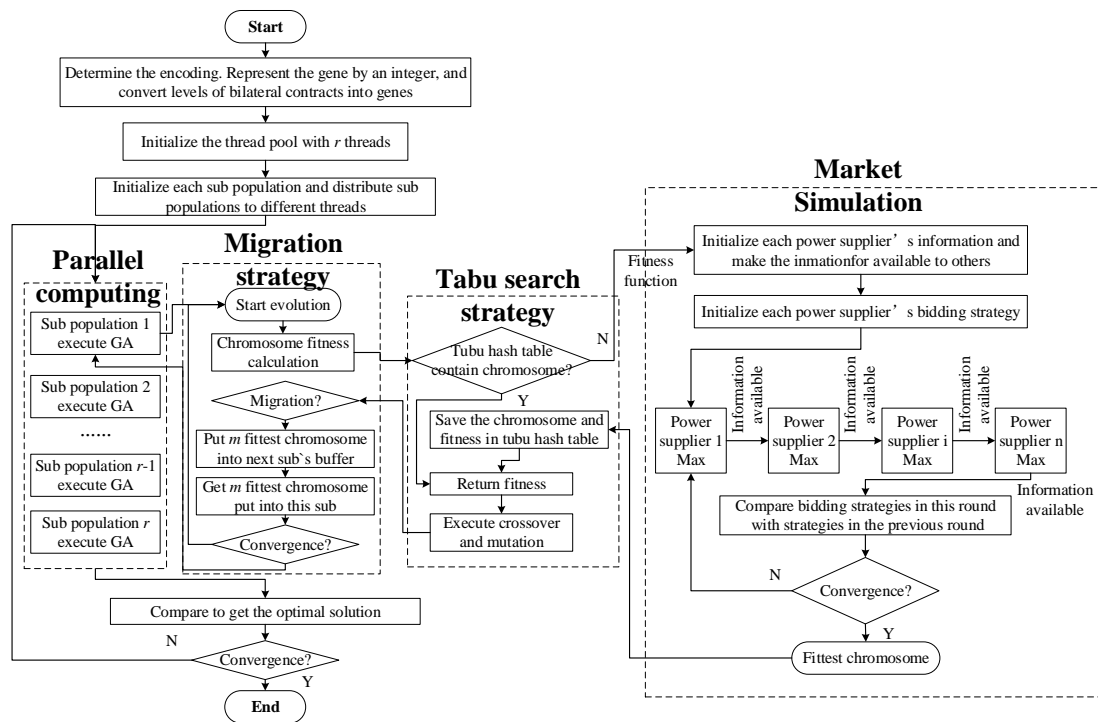 Start
Determine the encoding. Represent the gene by an integer, and
convert levels of bilateral contracts into genes
Initialize the thread pool with r threads
Initialize each sub population and distribute sub
populations to different threads
Parallel
computing
Sub population 1
execute GA
Sub population 2
execute GA
......
Sub population r-1
execute GA
Sub population r
execute GA
Migration
strategy
Start evolution
Chromosome fitness
calculation
Migration?
Put m fittest chromosome
into next sub`s buffer
Get m fittest chromosome
put into this sub
Convergence?
Tabu search
strategy
Tubu hash table
contain chromosome?
N
Y
Save the chromosome and
fitness in tubu hash table
Return fitness
Execute crossover
and mutation
Fitness
function
Market
Simulation
Initialize each power supplier’s information and
make the inmationfor available to others
Initialize each power supplier’s bidding strategy
Power
supplier 1
Max
Information
available
Power
supplier 2
Max
Information
available
Power
supplier i
Max
Information
available
Power
supplier n
Max
Information
available
Compare bidding strategies in this round
with strategies in the previous round
N
Convergence?
Y
Fittest chromosome
Compare to get the optimal solution
N
Convergence?
Y
End